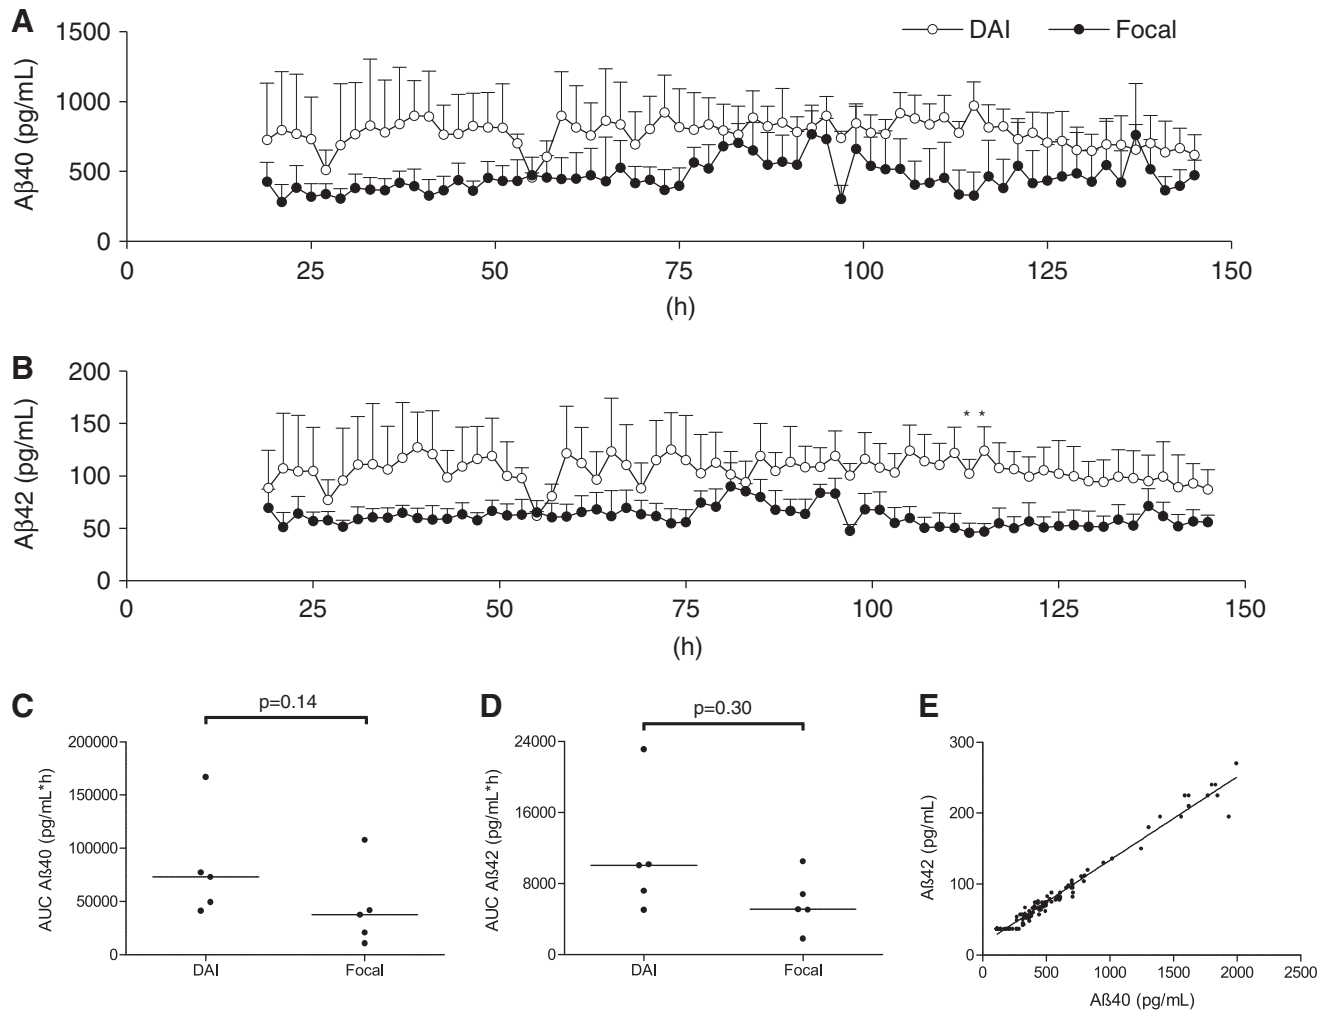 A
DAI
Focal
Aß40 (pg/mL)
1500
1000
500
0
0
25
50
75
100
125
150
(h)
B
Aß42 (pg/mL)
200
150
100
50
0
* *
0
25
50
75
100
125
150
(h)
C
p=0.14
AUC Aß40 (pg/mL*h)
200000
150000
100000
50000
0
DAI
Focal
D
p=0.30
AUC Aß42 (pg/mL*h)
24000
16000
8000
0
DAI
Focal
E
Aß42 (pg/mL)
300
200
100
0
0
500
1000
1500
2000
2500
Aß40 (pg/mL)